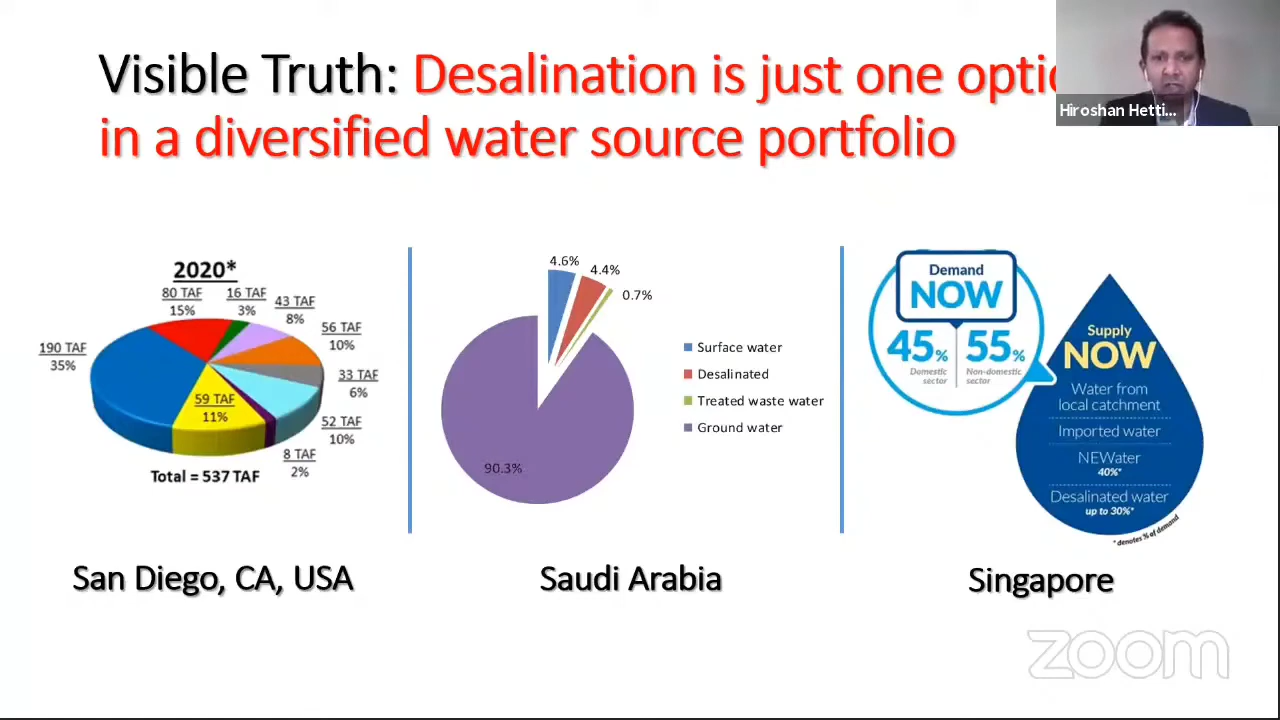 Visible Truth: Desalination is just one optio
in a diversified water source portfolio
Hiroshan Hetti...
2020*
80 TAF
15%
16 TAF
3%
43 TAF
8%
56 TAF
10%
190 TAF
35%
33 TAF
6%
59 TAF
11%
52 TAF
10%
8 TAF
2%
Total = 537 TAF
San Diego, CA, USA
4.6%
4.4%
0.7%
90.3%
Surface water
Desalinated
Treated waste water
Ground water
Saudi Arabia
Demand
NOW
45% 55%
Domestic sector
Non-domestic sector
Supply
NOW
Water from
local catchment
Imported water
NEWater
40%*
Desalinated water
up to 30%*
* denotes % of demand
Singapore
zoom